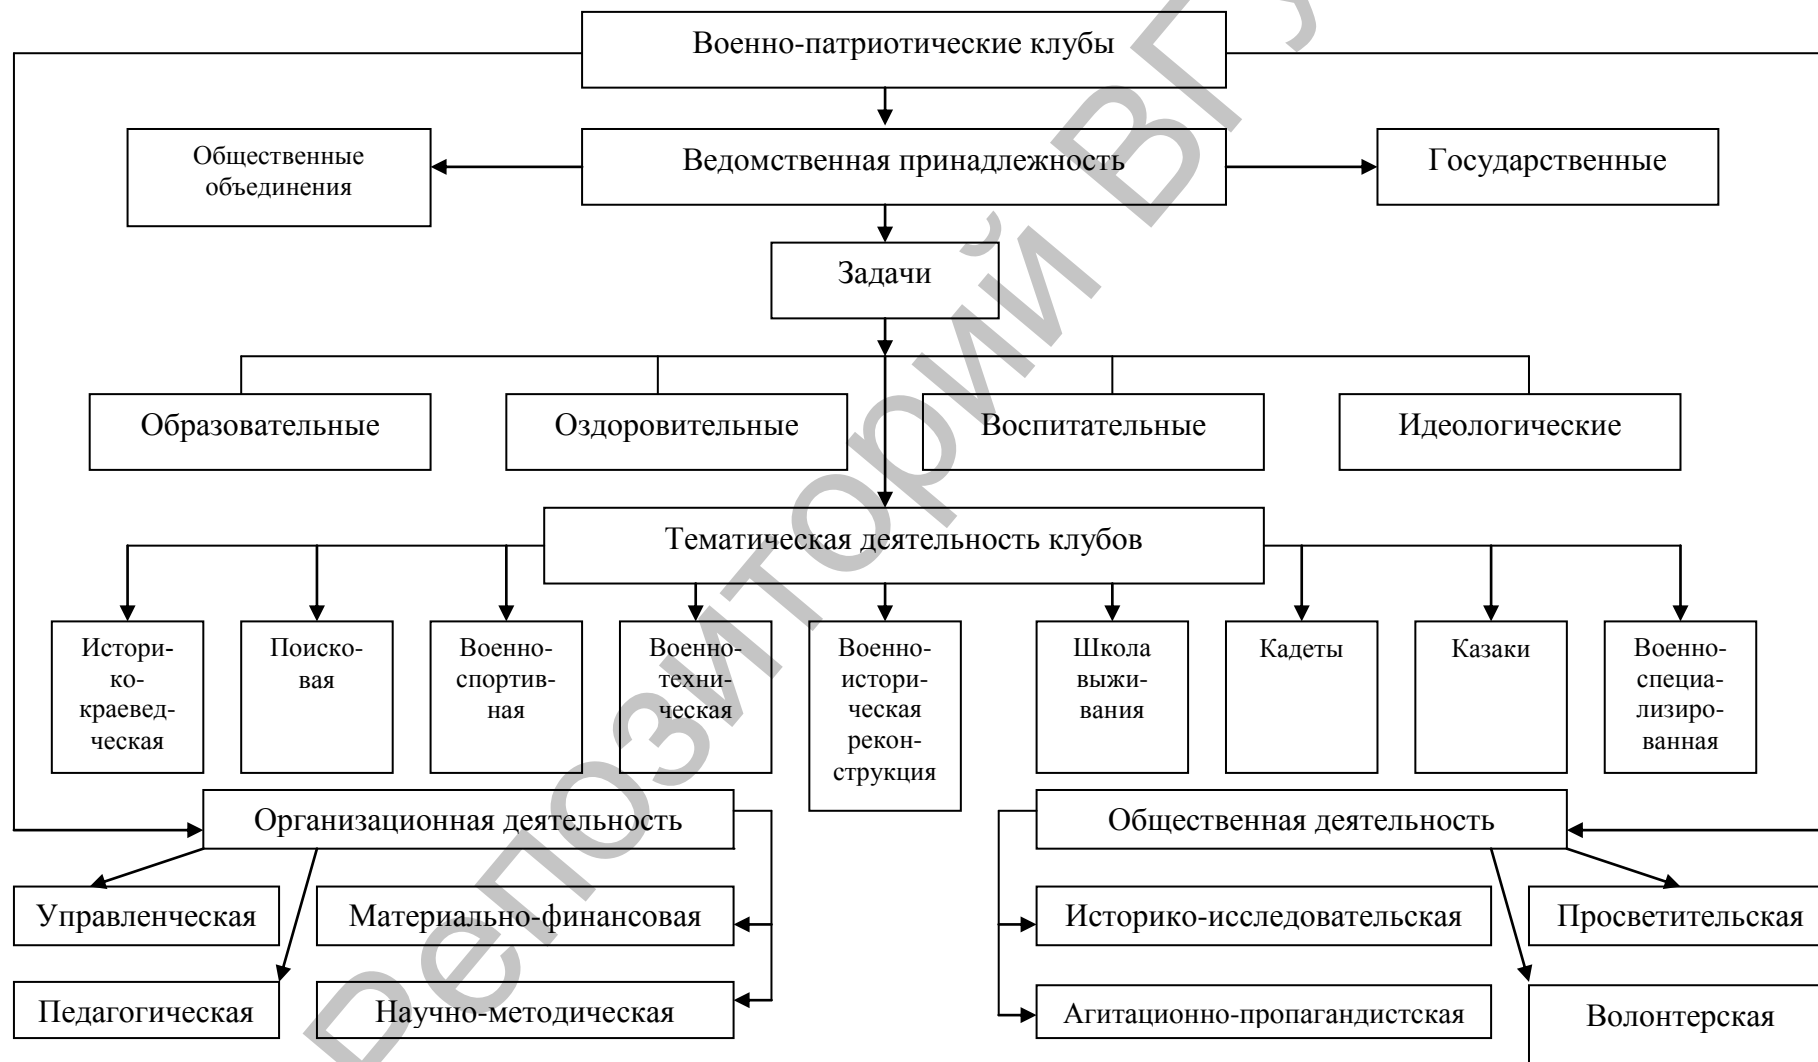 Военно-патриотические клубы
Общественные
объединения
Ведомственная принадлежность
Государственные
Задачи
Образовательные
Оздоровительные
Воспитательные
Идеологические
Тематическая деятельность клубов
Истори-
ко-
краевед-
ческая
Поиско-
вая
Военно-
спортив-
ная
Военно-
техни-
ческая
Военно-
истори-
ческая
рекон-
струкция
Школа
выжи-
вания
Кадеты
Казаки
Военно-
специа-
лизиро-
ванная
Организационная деятельность
Общественная деятельность
Управленческая
Материально-финансовая
Историко-исследовательская
Просветительская
Педагогическая
Научно-методическая
Агитационно-пропагандистская
Волонтерская
Репозиторий ВГУ